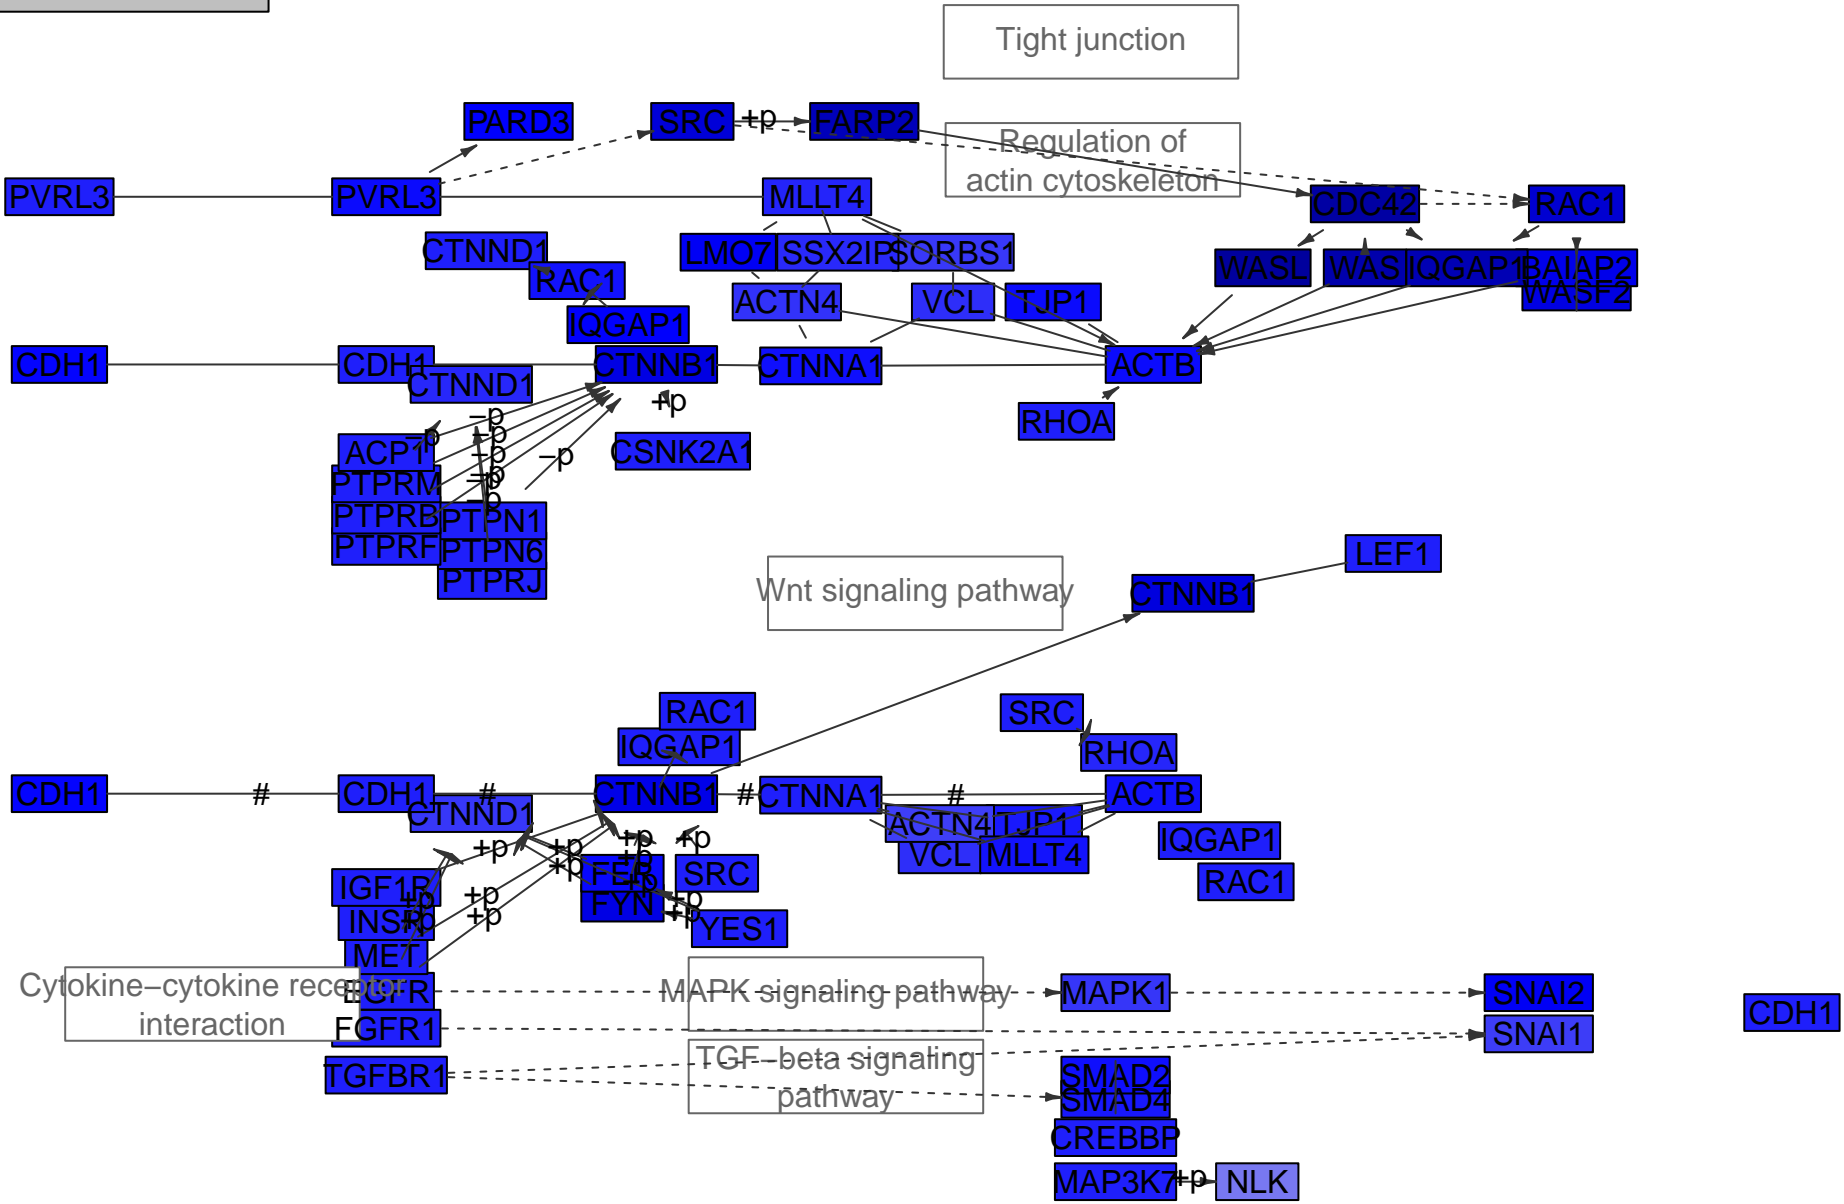 Tight junction
PARD3
SRC
+p
FARP2
Regulation of
actin cytoskeleton
PVRL3
PVRL3
MLLT4
CDC42
RAC1
CTNND1
LMO7
SSX2IP
SORBS1
RAC1
WASL
WAS
IQGAP1
BAIAP2
WASF2
ACTN4
VCL
TJP1
IQGAP1
CDH1
CDH1
CTNNB1
CTNNA1
ACTB
CTNND1
+p
–p
–p
–p
–p
–p
–p
–p
–p
RHOA
ACP1
CSNK2A1
PTPRM
PTPRB
PTPN1
PTPRF
PTPN6
PTPRJ
LEF1
Wnt signaling pathway
CTNNB1
RAC1
SRC
IQGAP1
RHOA
CDH1
#
CDH1
#
CTNNB1
#
CTNNA1
#
ACTB
CTNND1
ACTN4
TJP1
IQGAP1
VCL
MLLT4
+p
+p
+p
+p
+p
+p
FER
SRC
RAC1
IGF1R
+p
+p
+p
FYN
+p
INSR
+p
+p
+p
YES1
MET
Cytokine–cytokine receptor
interaction
EGFR
MAPK signaling pathway
MAPK1
SNAI2
CDH1
FGFR1
SNAI1
TGF–beta signaling
pathway
TGFBR1
SMAD2
SMAD4
CREBBP
MAP3K7
+p
NLK